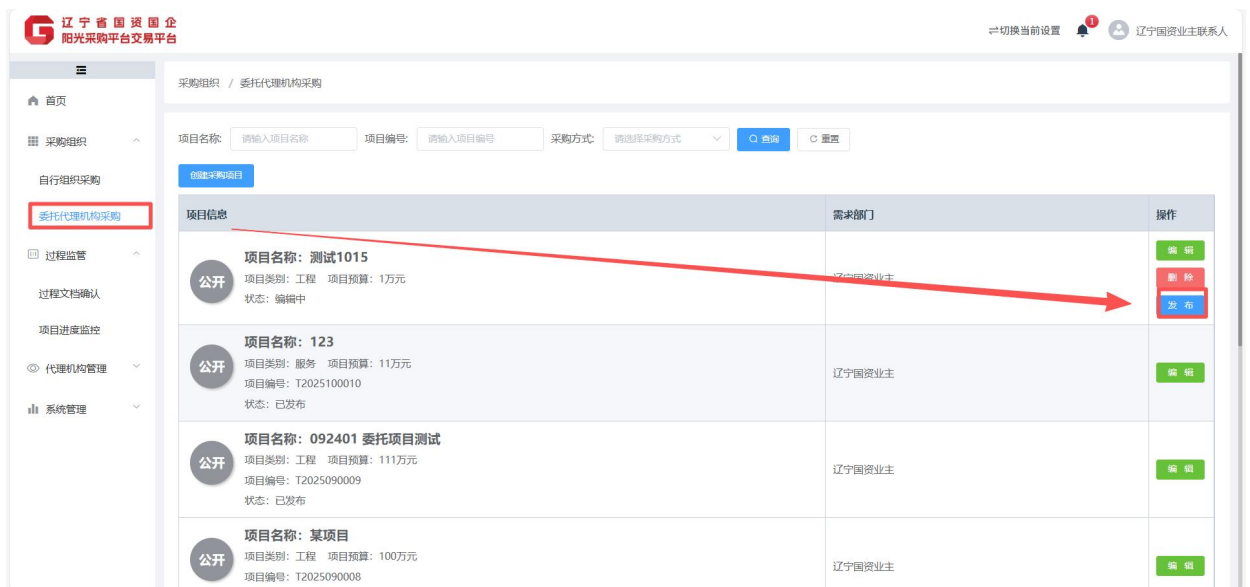 辽宁省国资国企
阳光采购平台交易平台
切换当前设置 1 辽宁国资业主联系人
首页
采购组织
自行组织采购
委托代理机构采购
过程监管
过程文档确认
项目进度监控
代理机构管理
系统管理
采购组织 / 委托代理机构采购
项目名称: 请输入项目名称 项目编号: 请输入项目编号 采购方式: 请选择采购方式 查询 重置
创建采购项目
项目信息 需求部门 操作
公开
项目名称：测试1015
项目类别：工程 项目预算：1万元
状态：编辑中
辽宁国资业主
编 辑
删 除
发 布
公开
项目名称：123
项目类别：服务 项目预算：11万元
项目编号：T2025100010
状态：已发布
辽宁国资业主
编 辑
公开
项目名称：092401 委托项目测试
项目类别：工程 项目预算：111万元
项目编号：T2025090009
状态：已发布
辽宁国资业主
编 辑
公开
项目名称：某项目
项目类别：工程 项目预算：100万元
项目编号：T2025090008
辽宁国资业主
编 辑